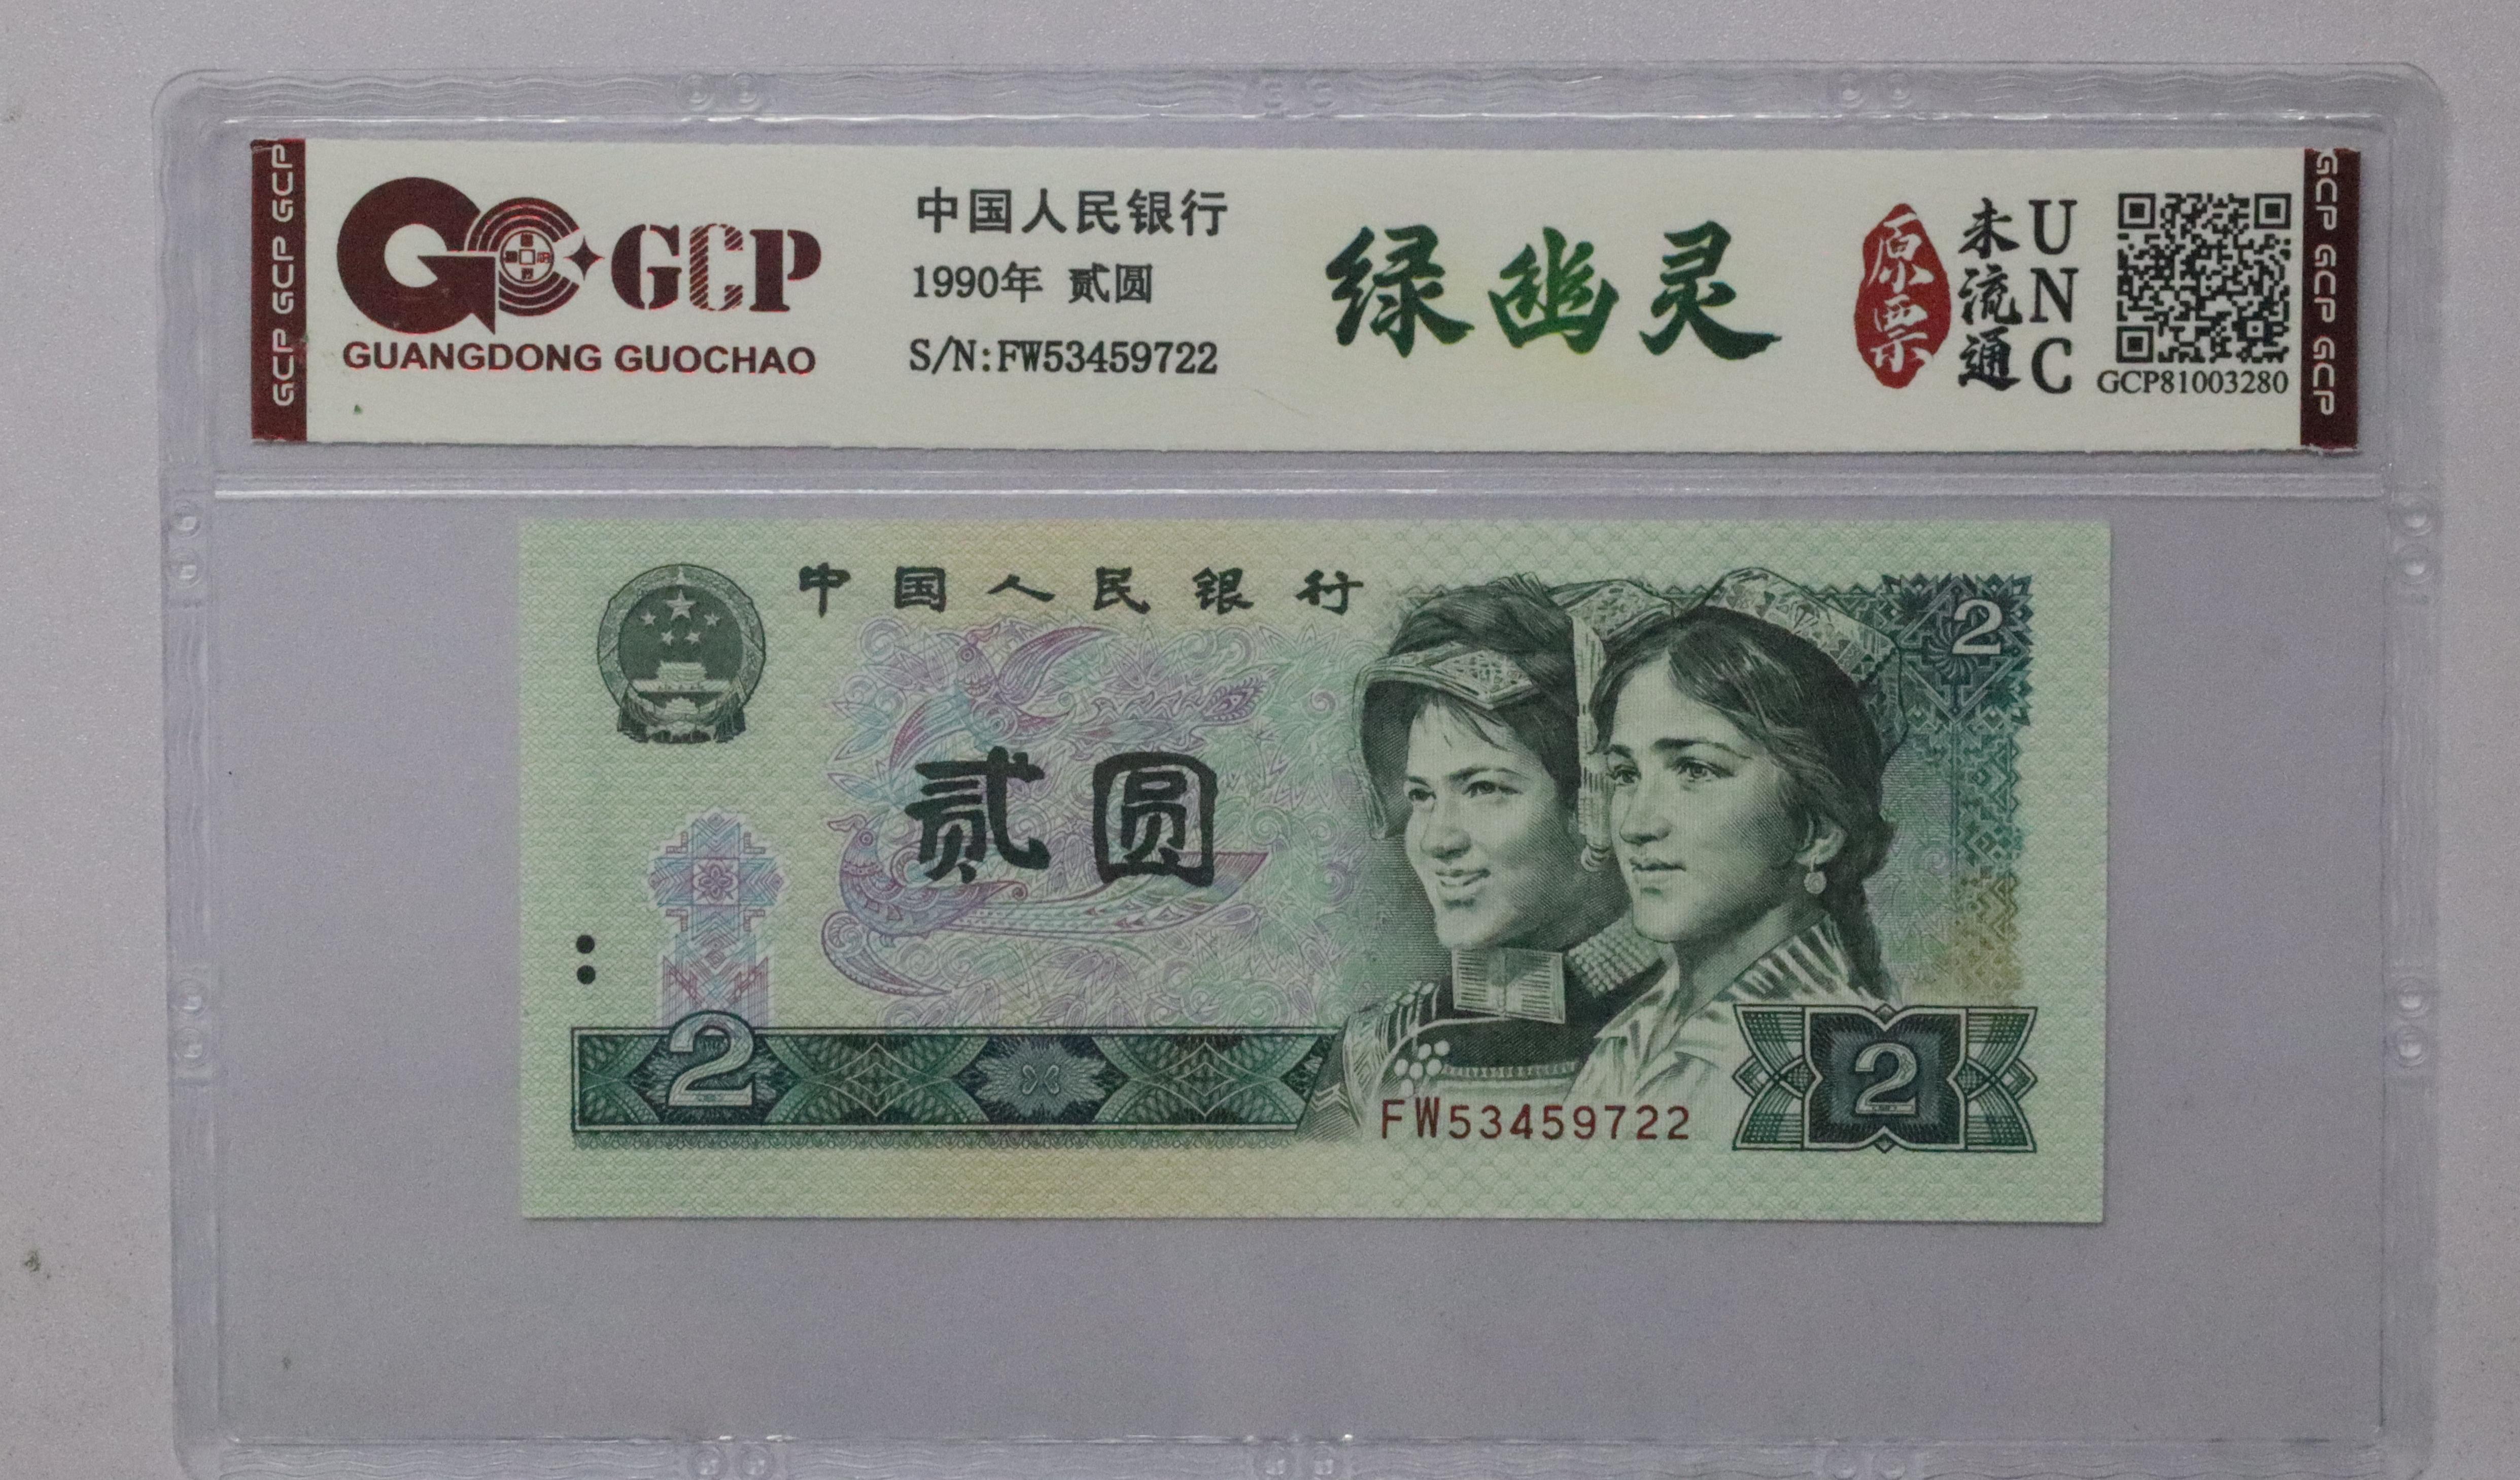 GCP GCP GCP
GCP
GUANGDONG GUOCHAO
中国人民银行
1990年 贰圆
S/N:FW53459722
绿幽灵
原票
未流通
UNC
GCP81003280
GCP GCP GCP
中国人民银行
2
贰圆
2
FW53459722
2